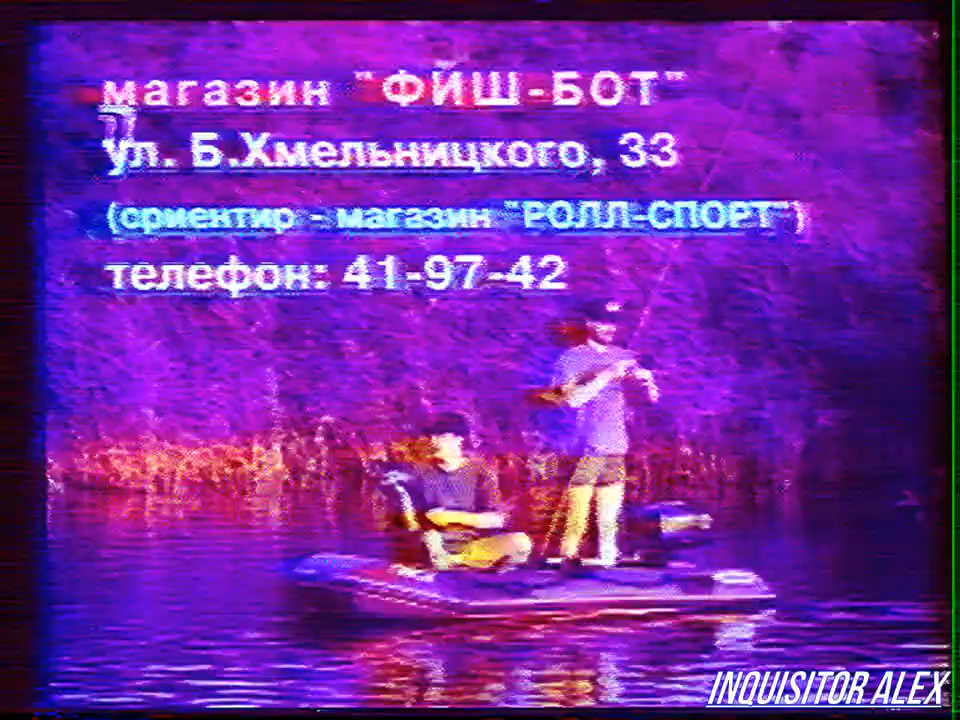 магазин "ФИШ-БОТ"
ул. Б.Хмельницкого, 33
(ориентир - магазин "РОЛЛ-СПОРТ")
телефон: 41-97-42
INQUISITOR ALEX